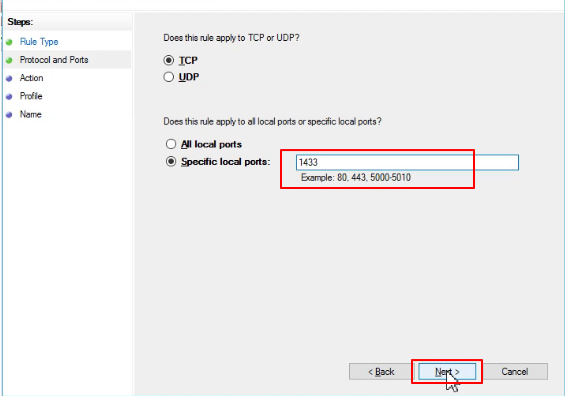 Steps:
Rule Type
Protocol and Ports
Action
Profile
Name
Does this rule apply to TCP or UDP?
TCP
UDP
Does this rule apply to all local ports or specific local ports?
All local ports
Specific local ports:
1433
Example: 80, 443, 5000-5010
< Back
Next >
Cancel